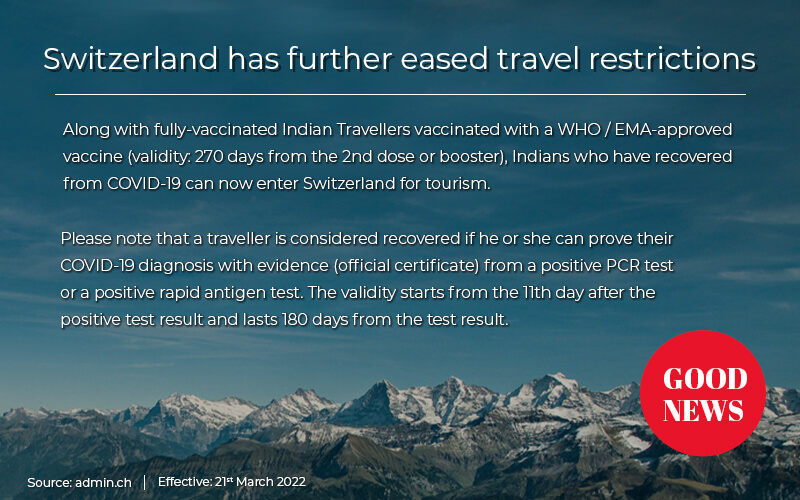 Switzerland has further eased travel restrictions
Along with fully-vaccinated Indian Travellers vaccinated with a WHO / EMA-approved
vaccine (validity: 270 days from the 2nd dose or booster), Indians who have recovered
from COVID-19 can now enter Switzerland for tourism.
Please note that a traveller is considered recovered if he or she can prove their
COVID-19 diagnosis with evidence (official certificate) from a positive PCR test
or a positive rapid antigen test. The validity starts from the 11th day after the
positive test result and lasts 180 days from the test result.
GOOD
NEWS
Source: admin.ch | Effective: 21st March 2022